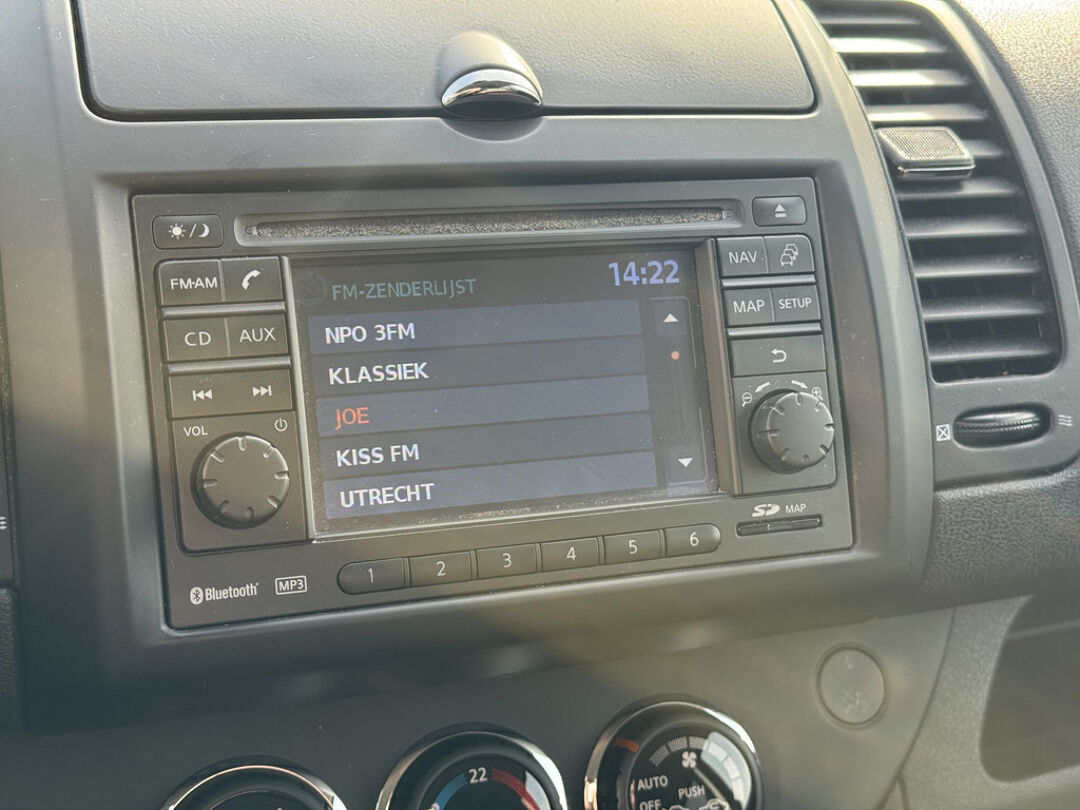 FM·AM
CD AUX
VOL
FM-ZENDERLIJST 14:22
NPO 3FM
KLASSIEK
JOE
KISS FM
UTRECHT
NAV
MAP SETUP
SD MAP
1 2 3 4 5 6
Bluetooth MP3
22
AUTO
PUSH
OFF